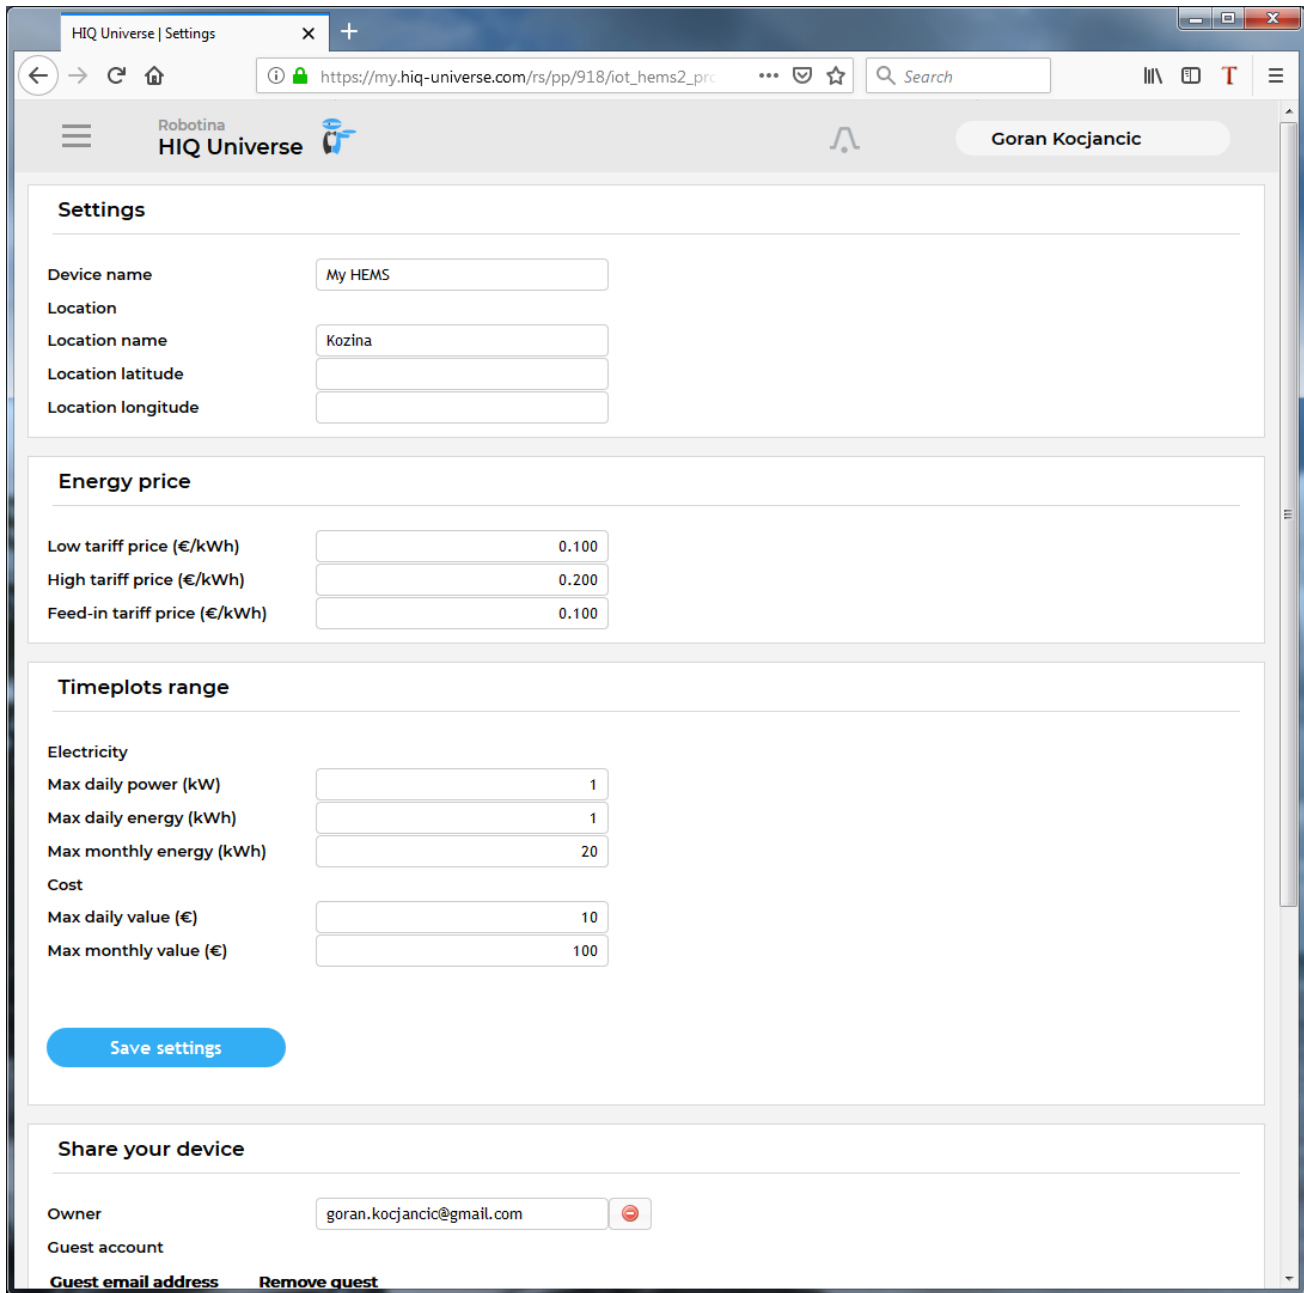 HIQ Universe | Settings
https://my.hiq-universe.com/rs/pp/918/iot_hems2_pro
Search
Robotina
HIQ Universe
Goran Kocjancic
Settings
Device name My HEMS
Location
Location name Kozina
Location latitude
Location longitude
Energy price
Low tariff price (€/kWh) 0.100
High tariff price (€/kWh) 0.200
Feed-in tariff price (€/kWh) 0.100
Timeplots range
Electricity
Max daily power (kW) 1
Max daily energy (kWh) 1
Max monthly energy (kWh) 20
Cost
Max daily value (€) 10
Max monthly value (€) 100
Save settings
Share your device
Owner goran.kocjancic@gmail.com
Guest account
Guest email address Remove guest